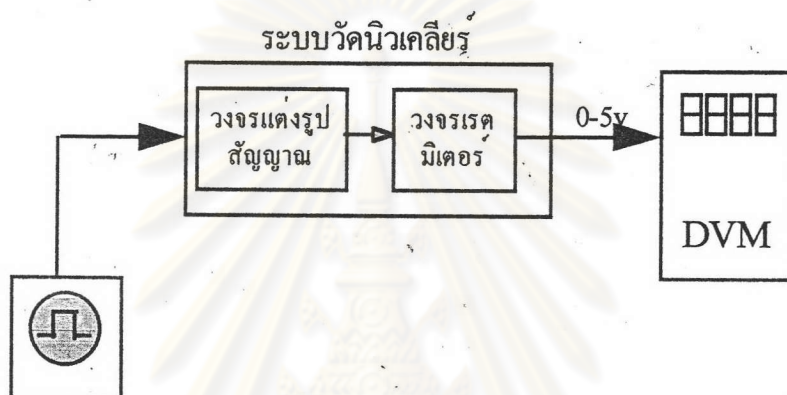 ระบบวัดนิวเคลียร์
วงจรแต่งรูป
สัญญาณ
วงจรเรต
มิเตอร์
0-5v
8888
DVM